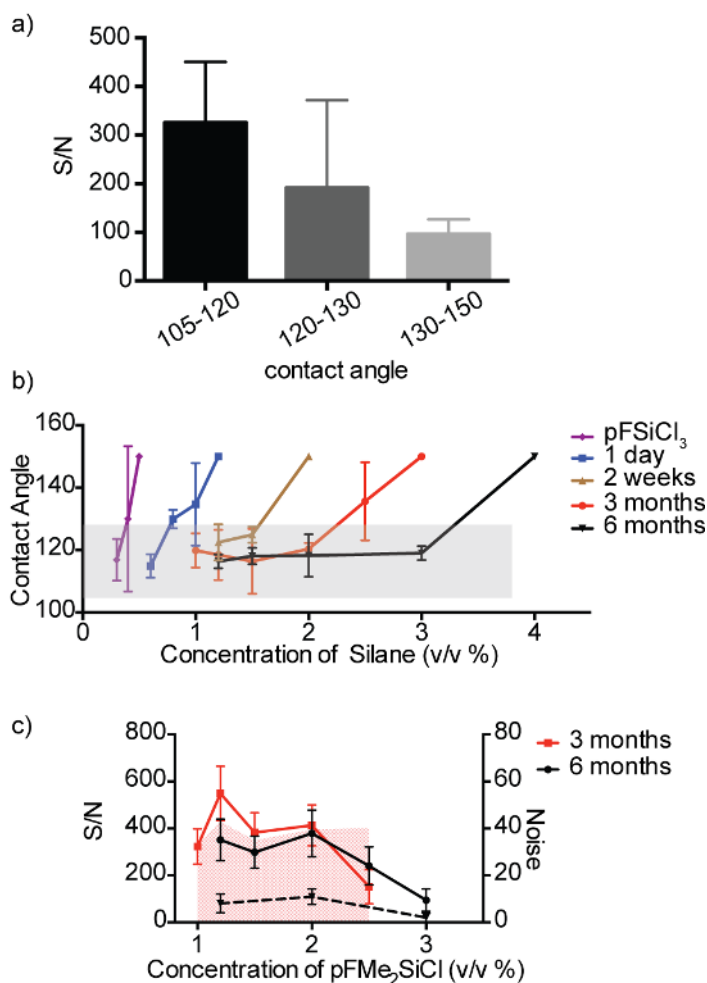 a)
500
400
300
200
100
0
S/N
105-120
120-130
130-150
contact angle
b)
160
140
120
100
Contact Angle
0
1
2
3
4
Concentration of Silane (v/v %)
pFSiCl3
1 day
2 weeks
3 months
6 months
c)
800
600
400
200
0
S/N
80
60
40
20
0
Noise
1
2
3
Concentration of pFMe2SiCl (v/v %)
3 months
6 months